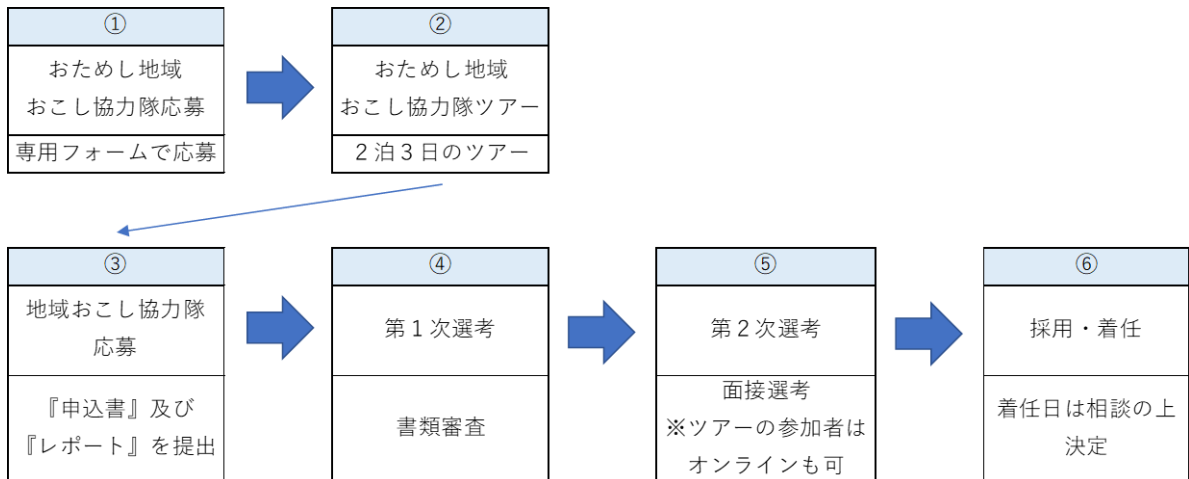 ①
おためし地域
おこし協力隊応募
専用フォームで応募
②
おためし地域
おこし協力隊ツアー
２泊３日のツアー
③
地域おこし協力隊
応募
『申込書』及び
『レポート』を提出
④
第１次選考
書類審査
⑤
第２次選考
面接選考
※ツアーの参加者は
オンラインも可
⑥
採用・着任
着任日は相談の上
決定